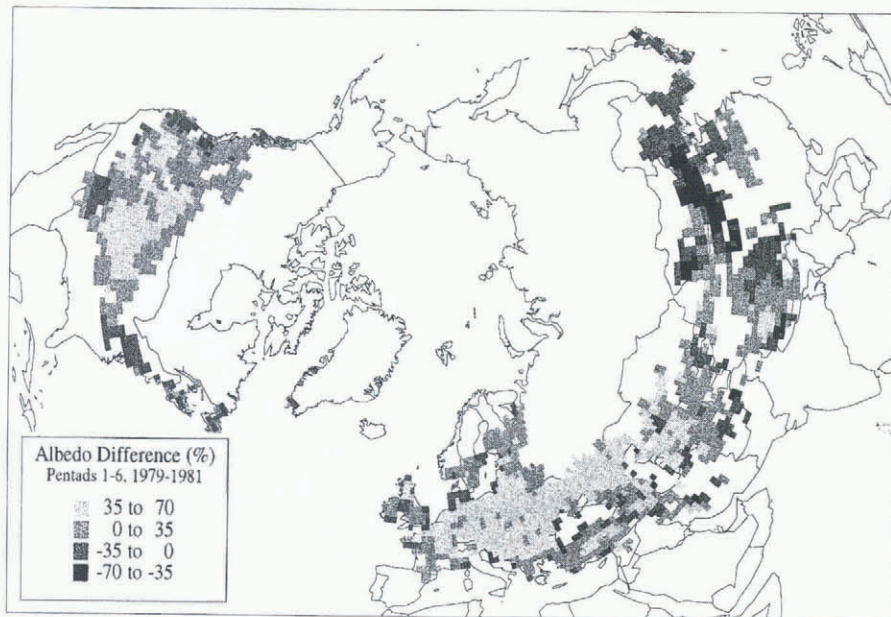 Albedo Difference (%)
Pentads 1-6, 1979-1981
35 to 70
0 to 35
-35 to 0
-70 to -35